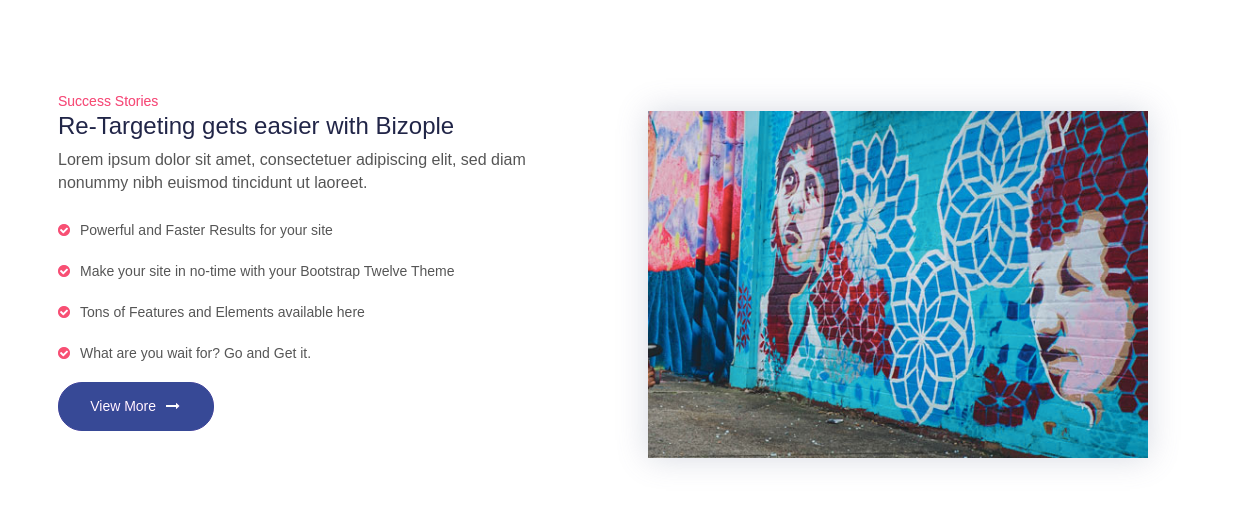 Success Stories
Re-Targeting gets easier with Bizople
Lorem ipsum dolor sit amet, consectetuer adipiscing elit, sed diam
nonummy nibh euismod tincidunt ut laoreet.
Powerful and Faster Results for your site
Make your site in no-time with your Bootstrap Twelve Theme
Tons of Features and Elements available here
What are you wait for? Go and Get it.
View More